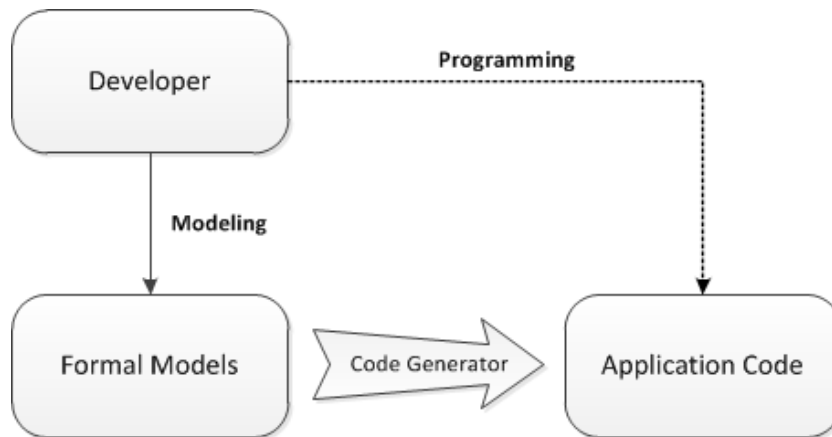 Programming
Developer
Modeling
Formal Models
Code Generator
Application Code